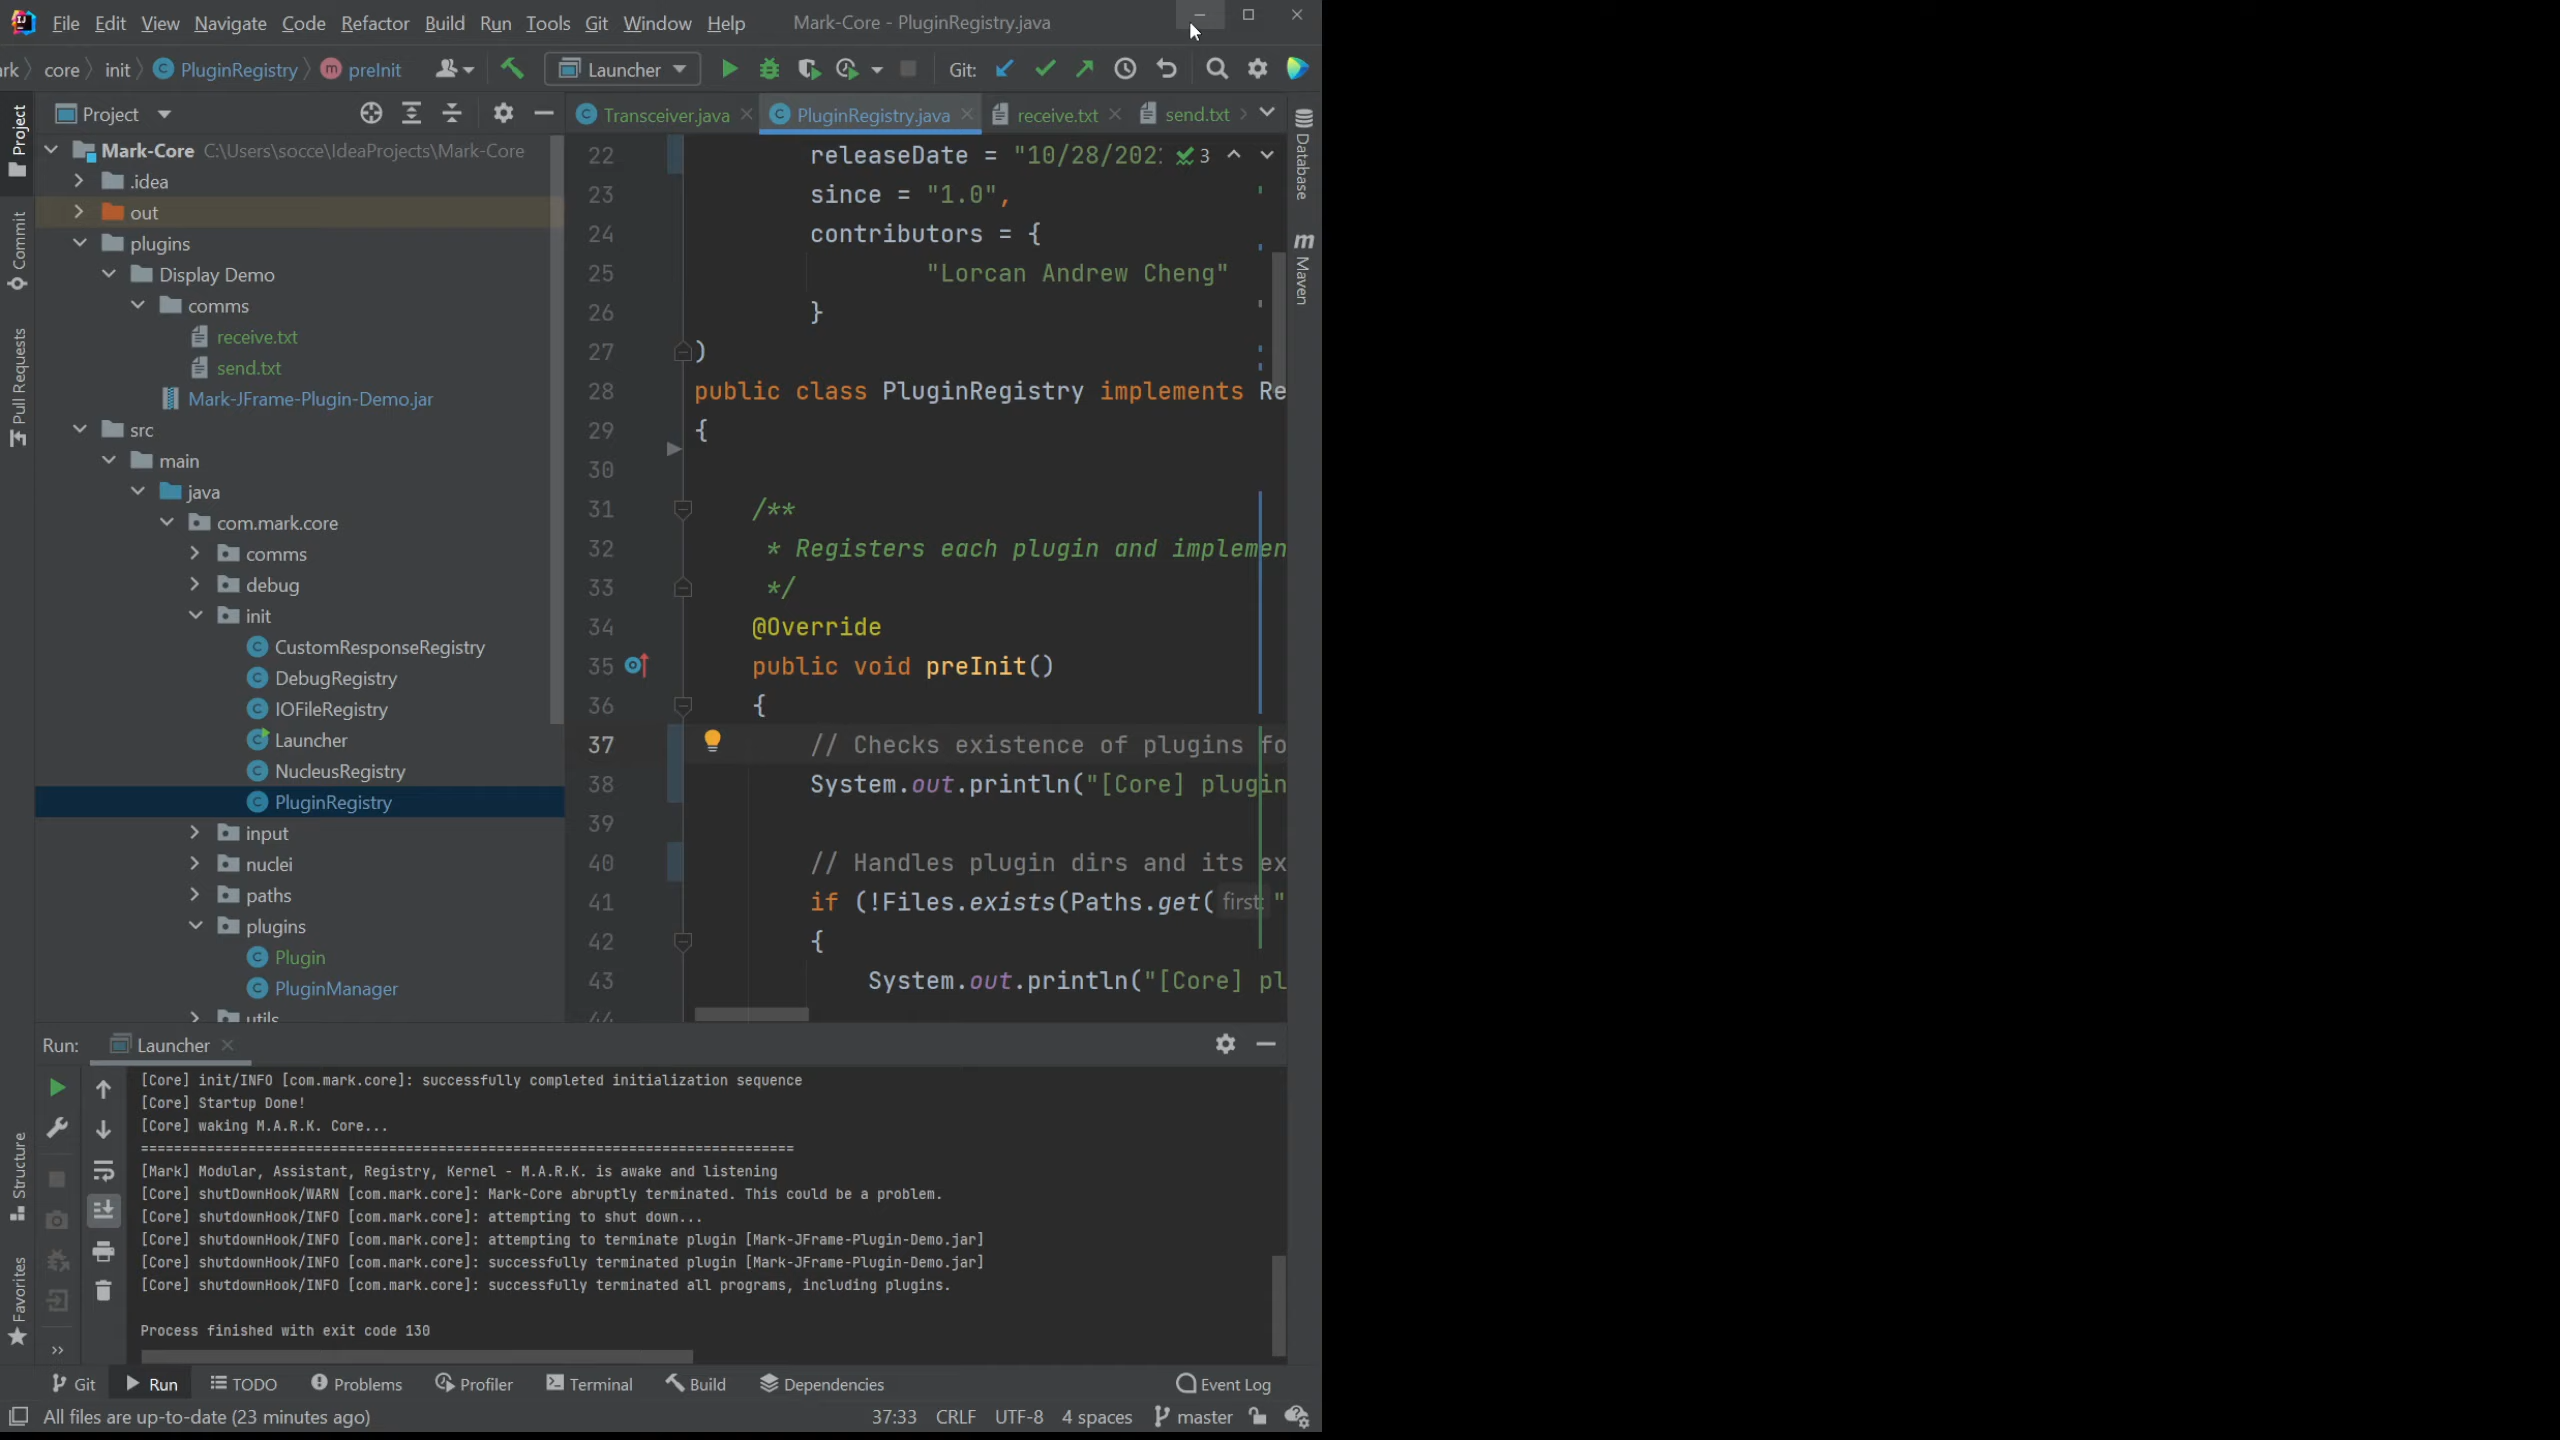 File Edit View Navigate Code Refactor Build Run Tools Git Window Help Mark-Core - PluginRegistry.java
rk core init PluginRegistry preInit Launcher Git:
Project
Transceiver.java PluginRegistry.java receive.txt send.txt
Mark-Core C:\Users\socce\IdeaProjects\Mark-Core
.idea
out
plugins
Display Demo
comms
receive.txt
send.txt
Mark-JFrame-Plugin-Demo.jar
src
main
java
com.mark.core
comms
debug
init
CustomResponseRegistry
DebugRegistry
IOFileRegistry
Launcher
NucleusRegistry
PluginRegistry
input
nuclei
paths
plugins
Plugin
PluginManager
utils
22 releaseDate = "10/28/202 3
23 since = "1.0",
24 contributors = {
25 "Lorcan Andrew Cheng"
26 }
27 )
28 public class PluginRegistry implements Re
29 {
30
31 /**
32 * Registers each plugin and implemen
33 */
34 @Override
35 public void preInit()
36 {
37 // Checks existence of plugins fo
38 System.out.println("[Core] plugin
39
40 // Handles plugin dirs and its ex
41 if (!Files.exists(Paths.get( first: "
42 {
43 System.out.println("[Core] pl
44
Project
Commit
Pull Requests
Structure
Favorites
Database
m Maven
Run: Launcher
[Core] init/INFO [com.mark.core]: successfully completed initialization sequence
[Core] Startup Done!
[Core] waking M.A.R.K. Core...
===============================================================================
[Mark] Modular, Assistant, Registry, Kernel - M.A.R.K. is awake and listening
[Core] shutDownHook/WARN [com.mark.core]: Mark-Core abruptly terminated. This could be a problem.
[Core] shutdownHook/INFO [com.mark.core]: attempting to shut down...
[Core] shutdownHook/INFO [com.mark.core]: attempting to terminate plugin [Mark-JFrame-Plugin-Demo.jar]
[Core] shutdownHook/INFO [com.mark.core]: successfully terminated plugin [Mark-JFrame-Plugin-Demo.jar]
[Core] shutdownHook/INFO [com.mark.core]: successfully terminated all programs, including plugins.
Process finished with exit code 130
Git Run TODO Problems Profiler Terminal Build Dependencies Event Log
All files are up-to-date (23 minutes ago) 37:33 CRLF UTF-8 4 spaces master